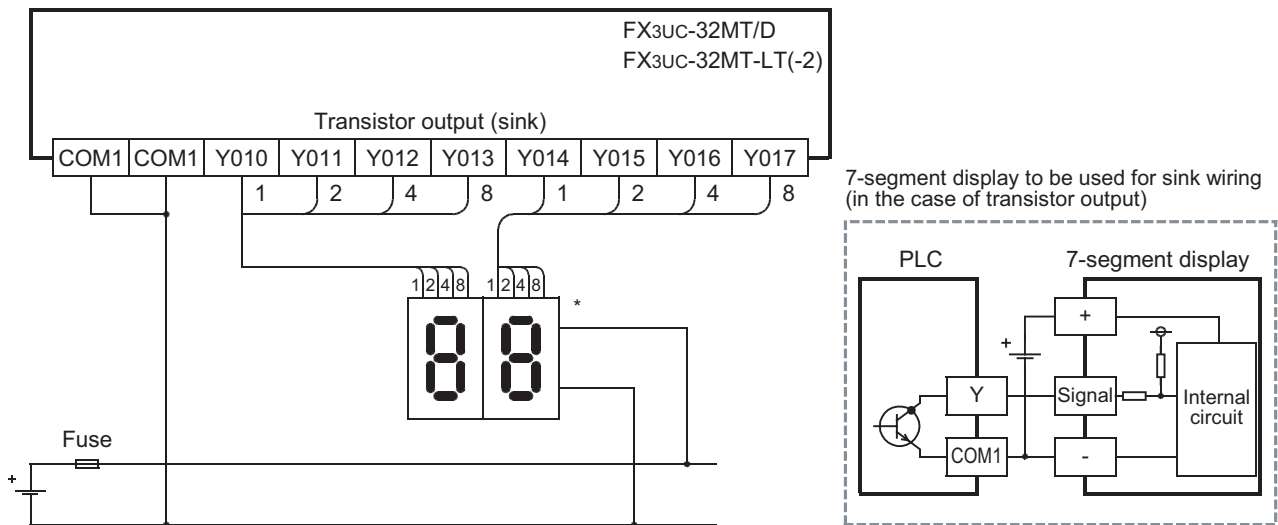 FX3UC-32MT/D
FX3UC-32MT-LT(-2)
Transistor output (sink)
COM1 COM1 Y010 Y011 Y012 Y013 Y014 Y015 Y016 Y017
1 2 4 8 1 2 4 8
1 2 4 8 1 2 4 8
*
Fuse
+
7-segment display to be used for sink wiring
(in the case of transistor output)
PLC 7-segment display
+
+
Y Signal Internal
circuit
COM1 -